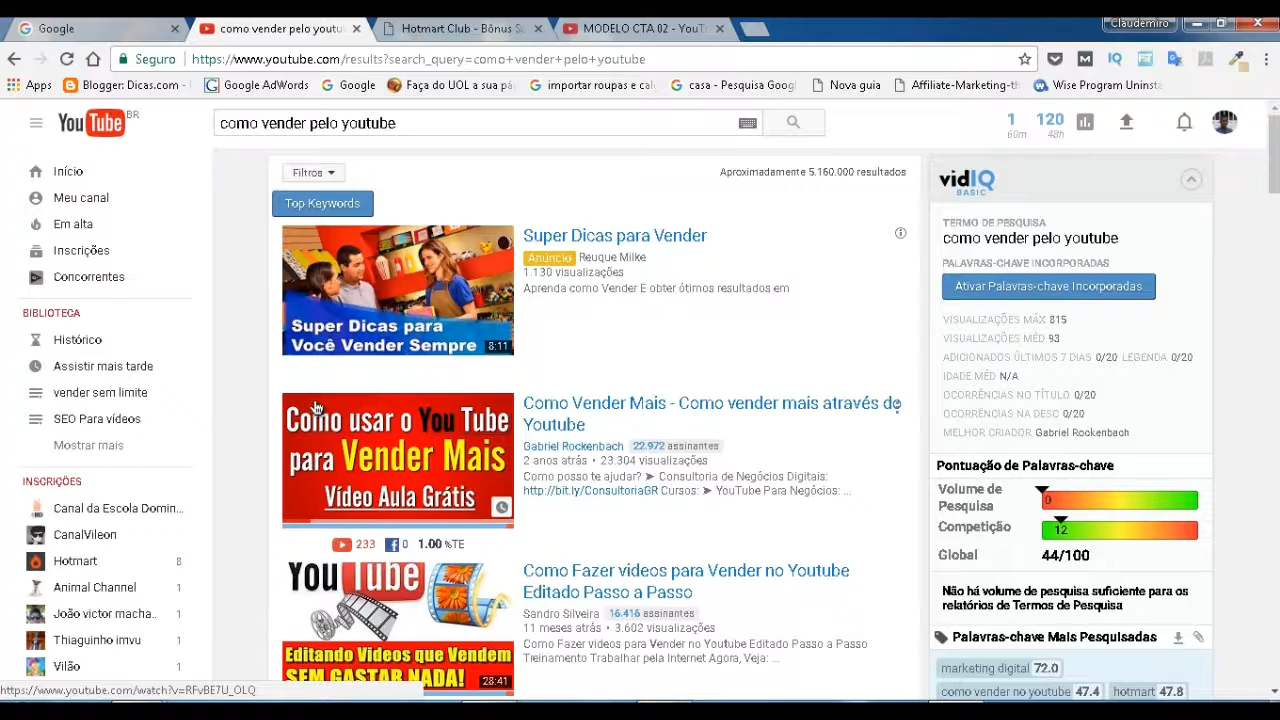 Claudemiro
Google
como vender pelo youtu
Hotmart Club - Bônus S
MODELO CTA 02 - YouT
Seguro
https://www.youtube.com/results?search_query=como+vender+pelo+youtube
Apps
Blogger: Dicas.com -
Google AdWords
Google
Faça do UOL a sua pá
importar roupas e calç
casa - Pesquisa Goog
Nova guia
Affiliate-Marketing-th
Wise Program Uninsta
YouTube BR
como vender pelo youtube
1
60m
120
48h
Início
Meu canal
Em alta
Inscrições
Concorrentes
BIBLIOTECA
Histórico
Assistir mais tarde
vender sem limite
SEO Para vídeos
Mostrar mais
INSCRIÇÕES
Canal da Escola Domin...
CanalVileon
Hotmart 8
Animal Channel 1
João victor macha... 1
Thiaguinho imvu 1
Vilão 1
https://www.youtube.com/watch?v=RFvBE7U_OLQ
Filtros
Aproximadamente 5.160.000 resultados
Top Keywords
Super Dicas para
Você Vender Sempre
8:11
Super Dicas para Vender
Anúncio Reuque Milke
1.130 visualizações
Aprenda como Vender E obter ótimos resultados em
Como usar o YouTube
para Vender Mais
Vídeo Aula Grátis
Como Vender Mais - Como vender mais através do
Youtube
Gabriel Rockenbach 22.972 assinantes
2 anos atrás • 23.304 visualizações
Como posso te ajudar? ➤ Consultoria de Negócios Digitais:
http://bit.ly/ConsultoriaGR Cursos: ➤ YouTube Para Negócios: ...
233 0 1.00 %TE
YouTube
Editando Videos que Vendem
SEM GASTAR NADA!
28:41
Como Fazer videos para Vender no Youtube
Editado Passo a Passo
Sandro Silveira 16.416 assinantes
11 meses atrás • 3.602 visualizações
Como Fazer videos para Vender no Youtube Editado Passo a Passo
Treinamento Trabalhar pela Internet Agora, Veja: ...
vidIQ
BASIC
TERMO DE PESQUISA
como vender pelo youtube
PALAVRAS-CHAVE INCORPORADAS
Ativar Palavras-chave Incorporadas
VISUALIZAÇÕES MÁX 815
VISUALIZAÇÕES MÉD 93
ADICIONADOS ÚLTIMOS 7 DIAS 0/20 LEGENDA 0/20
IDADE MÉD N/A
OCORRÊNCIAS NO TÍTULO 0/20
OCORRÊNCIAS NA DESC 0/20
MELHOR CRIADOR Gabriel Rockenbach
Pontuação de Palavras-chave
Volume de
Pesquisa
0
Competição
12
Global 44/100
Não há volume de pesquisa suficiente para os
relatórios de Termos de Pesquisa
Palavras-chave Mais Pesquisadas
marketing digital 72.0
como vender no youtube 47.4 hotmart 47.8